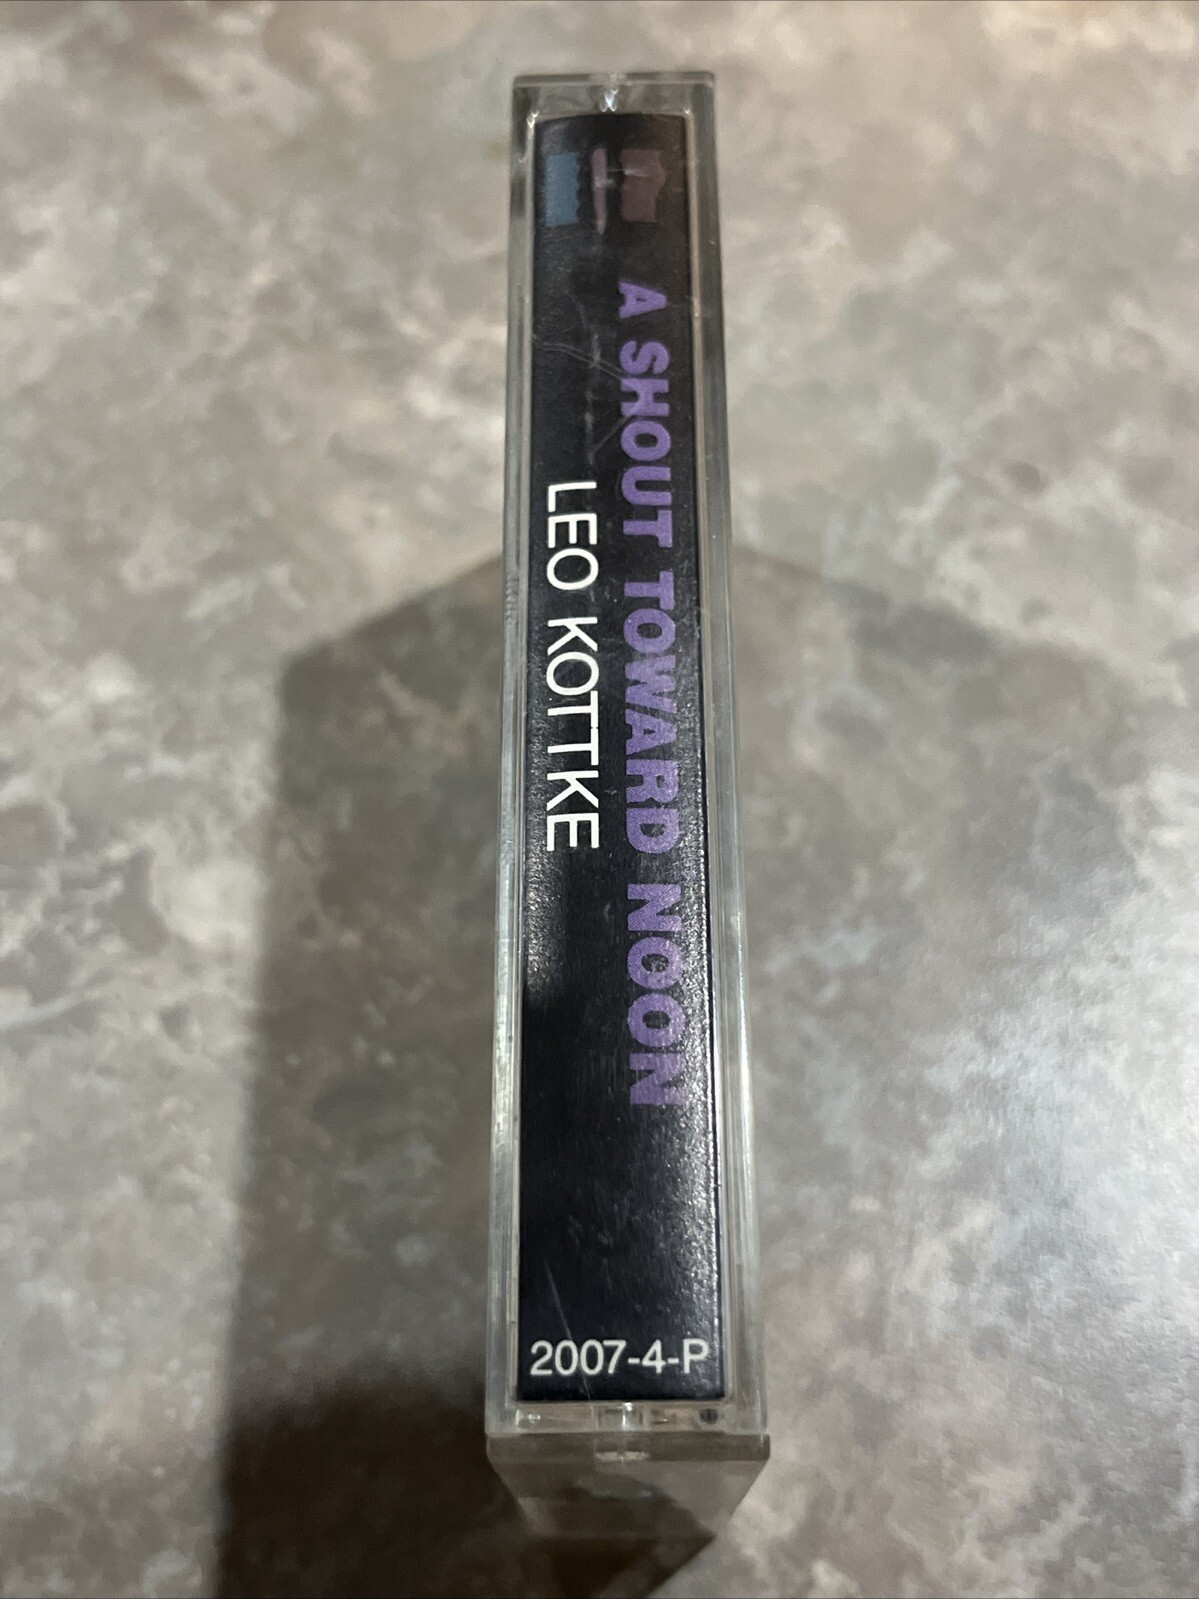 A SHOUT TOWARD NOON
LEO KOTTKE
2007-4-P